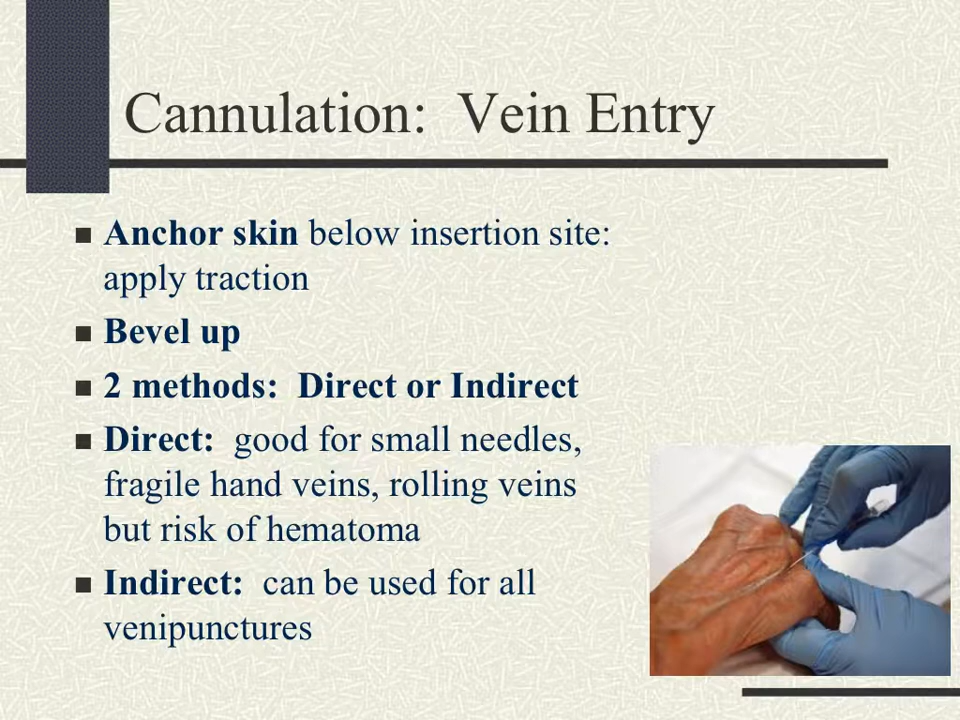 Cannulation: Vein Entry
Anchor skin below insertion site:
apply traction
Bevel up
2 methods: Direct or Indirect
Direct: good for small needles,
fragile hand veins, rolling veins
but risk of hematoma
Indirect: can be used for all
venipunctures